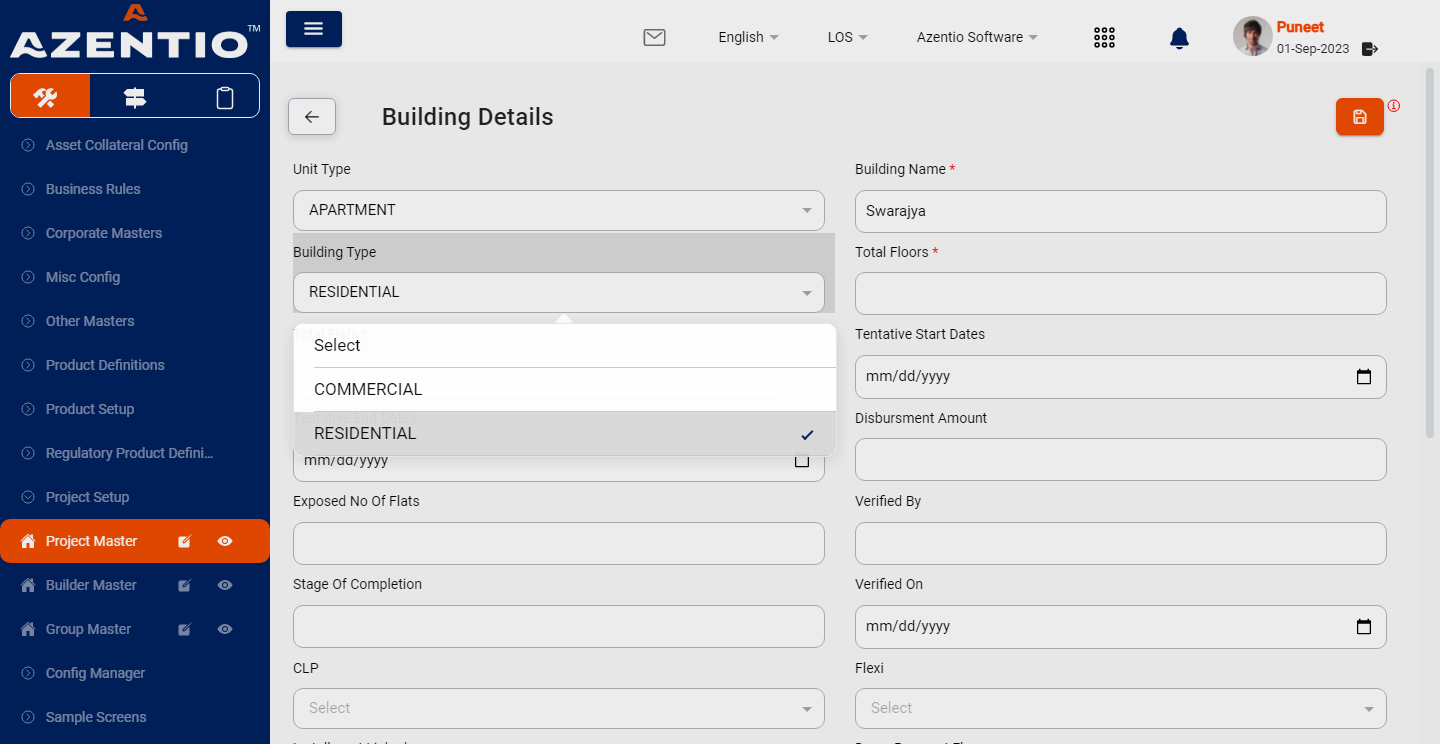 AZENTIO™
English
LOS
Azentio Software
Puneet
01-Sep-2023
Asset Collateral Config
Business Rules
Corporate Masters
Misc Config
Other Masters
Product Definitions
Product Setup
Regulatory Product Defini...
Project Setup
Project Master
Builder Master
Group Master
Config Manager
Sample Screens
Building Details
Unit Type
APARTMENT
Building Name *
Swarajya
Building Type
RESIDENTIAL
Total Floors *
Select
COMMERCIAL
RESIDENTIAL
Tentative Start Dates
mm/dd/yyyy
Tentative End Dates
mm/dd/yyyy
Disbursment Amount
Exposed No Of Flats
Verified By
Stage Of Completion
Verified On
mm/dd/yyyy
CLP
Select
Flexi
Select